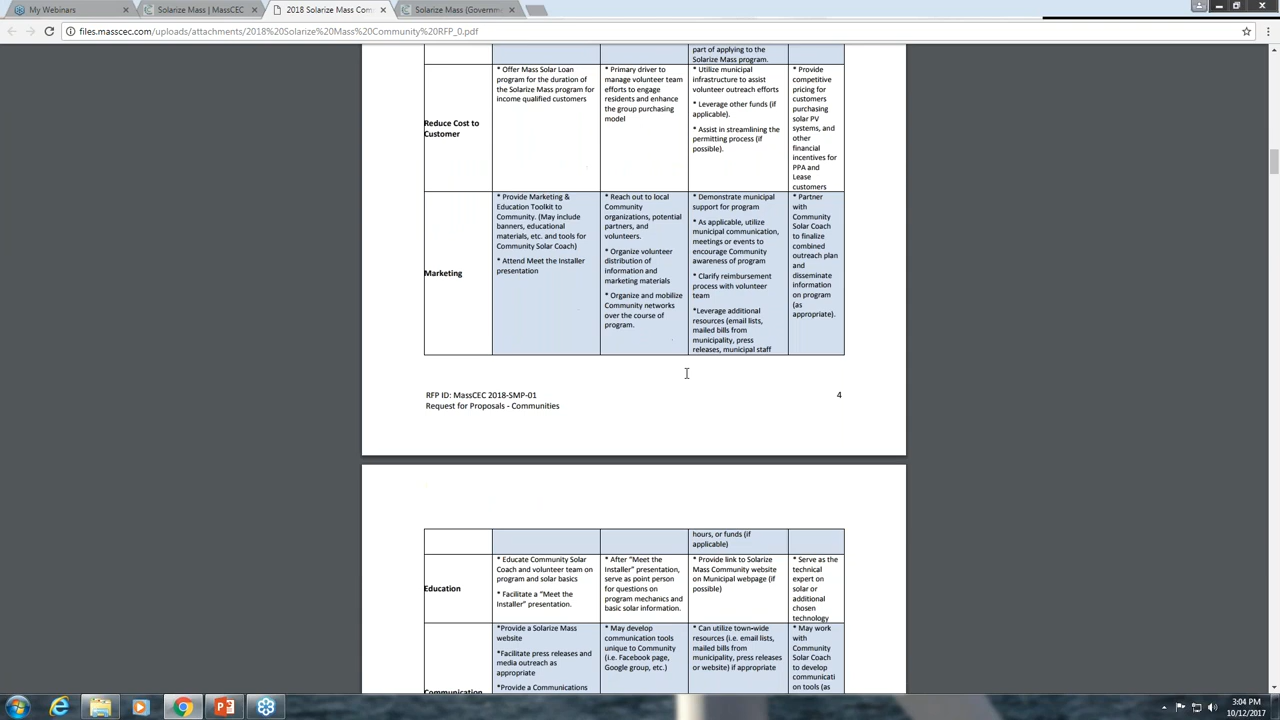 My Webinars
Solarize Mass | MassCEC
2018 Solarize Mass Com
Solarize Mass (Governm
files.masscec.com/uploads/attachments/2018%20Solarize%20Mass%20Community%20RFP_0.pdf
part of applying to the
Solarize Mass program.
Reduce Cost to
Customer
* Offer Mass Solar Loan
program for the duration of
the Solarize Mass program for
income qualified customers
* Primary driver to
manage volunteer team
efforts to engage
residents and enhance
the group purchasing
model
* Utilize municipal
infrastructure to assist
volunteer outreach efforts
* Leverage other funds (if
applicable).
* Assist in streamlining the
permitting process (if
possible).
* Provide
competitive
pricing for
customers
purchasing
solar PV
systems, and
other
financial
incentives for
PPA and
Lease
customers
Marketing
* Provide Marketing &
Education Toolkit to
Community. (May include
banners, educational
materials, etc. and tools for
Community Solar Coach)
* Attend Meet the Installer
presentation
* Reach out to local
Community
organizations, potential
partners, and
volunteers.
* Organize volunteer
distribution of
information and
marketing materials
* Organize and mobilize
Community networks
over the course of
program.
* Demonstrate municipal
support for program
* As applicable, utilize
municipal communication,
meetings or events to
encourage Community
awareness of program
* Clarify reimbursement
process with volunteer
team
*Leverage additional
resources (email lists,
mailed bills from
municipality, press
releases, municipal staff
* Partner
with
Community
Solar Coach
to finalize
combined
outreach plan
and
disseminate
information
on program
(as
appropriate).
RFP ID: MassCEC 2018-SMP-01
Request for Proposals - Communities
4
hours, or funds (if
applicable)
Education
* Educate Community Solar
Coach and volunteer team on
program and solar basics
* Facilitate a "Meet the
Installer" presentation.
* After "Meet the
Installer" presentation,
serve as point person
for questions on
program mechanics and
basic solar information.
* Provide link to Solarize
Mass Community website
on Municipal webpage (if
possible)
* Serve as the
technical
expert on
solar or
additional
chosen
technology
Communication
*Provide a Solarize Mass
website
*Facilitate press releases and
media outreach as
appropriate
*Provide a Communications
* May develop
communication tools
unique to Community
(i.e. Facebook page,
Google group, etc.)
* Can utilize town-wide
resources (i.e. email lists,
mailed bills from
municipality, press releases
or website) if appropriate
* May work
with
Community
Solar Coach
to develop
communicati
on tools (as
3:04 PM
10/12/2017